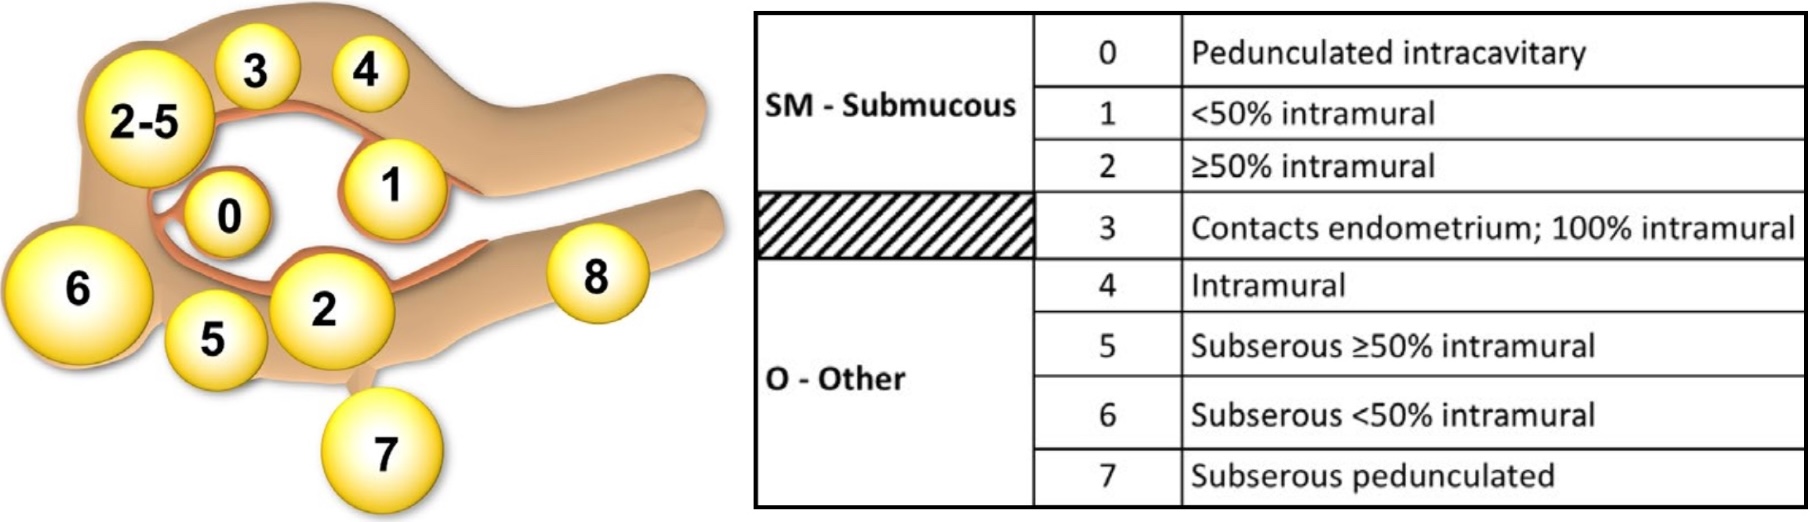 3
4
2-5
1
0
6
8
2
5
7
SM - Submucous
0 Pedunculated intracavitary
1 <50% intramural
2 ≥50% intramural
3 Contacts endometrium; 100% intramural
O - Other
4 Intramural
5 Subserous ≥50% intramural
6 Subserous <50% intramural
7 Subserous pedunculated